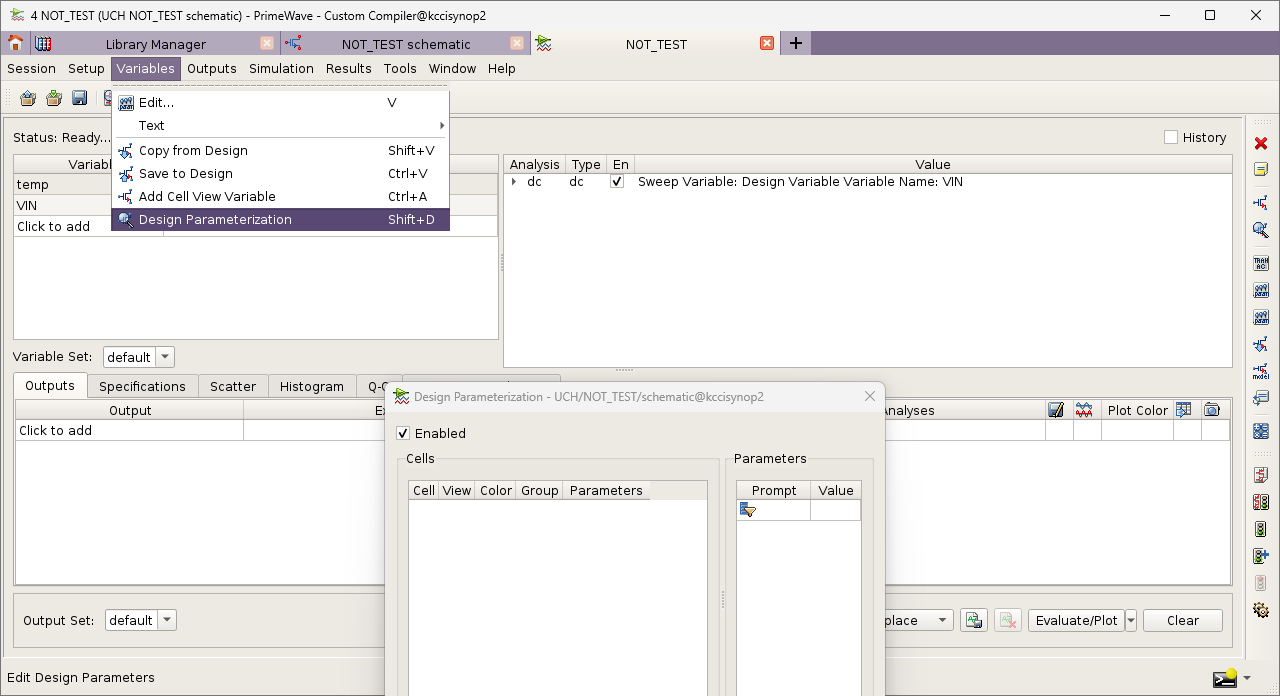 4 NOT_TEST (UCH NOT_TEST schematic) - PrimeWave - Custom Compiler@kccisynop2
Library Manager NOT_TEST schematic NOT_TEST
Session Setup Variables Outputs Simulation Results Tools Window Help
Edit... V
Text
Copy from Design Shift+V
Save to Design Ctrl+V
Add Cell View Variable Ctrl+A
Design Parameterization Shift+D
Status: Ready...
History
Variabl
temp
VIN
Click to add
Analysis Type En Value
dc dc Sweep Variable: Design Variable Variable Name: VIN
Variable Set: default
Outputs Specifications Scatter Histogram Q-Q
Output Ex Analyses Plot Color
Click to add
Design Parameterization - UCH/NOT_TEST/schematic@kccisynop2
Enabled
Cells
Cell View Color Group Parameters
Parameters
Prompt Value
Output Set: default
place Evaluate/Plot Clear
TRAN
AC
para
para
model
Edit Design Parameters